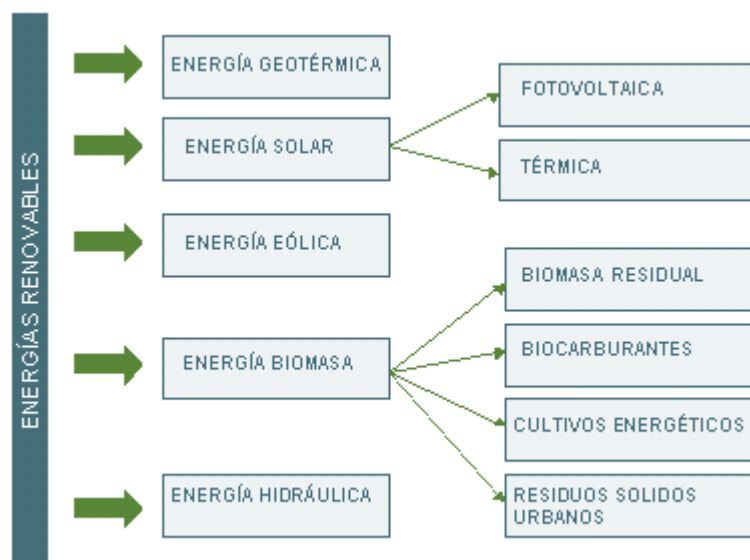 ENERGÍAS RENOVABLES
ENERGÍA GEOTÉRMICA
ENERGÍA SOLAR
FOTOVOLTAICA
TÉRMICA
ENERGÍA EÓLICA
ENERGÍA BIOMASA
BIOMASA RESIDUAL
BIOCARBURANTES
CULTIVOS ENERGÉTICOS
RESIDUOS SOLIDOS
URBANOS
ENERGÍA HIDRÁULICA